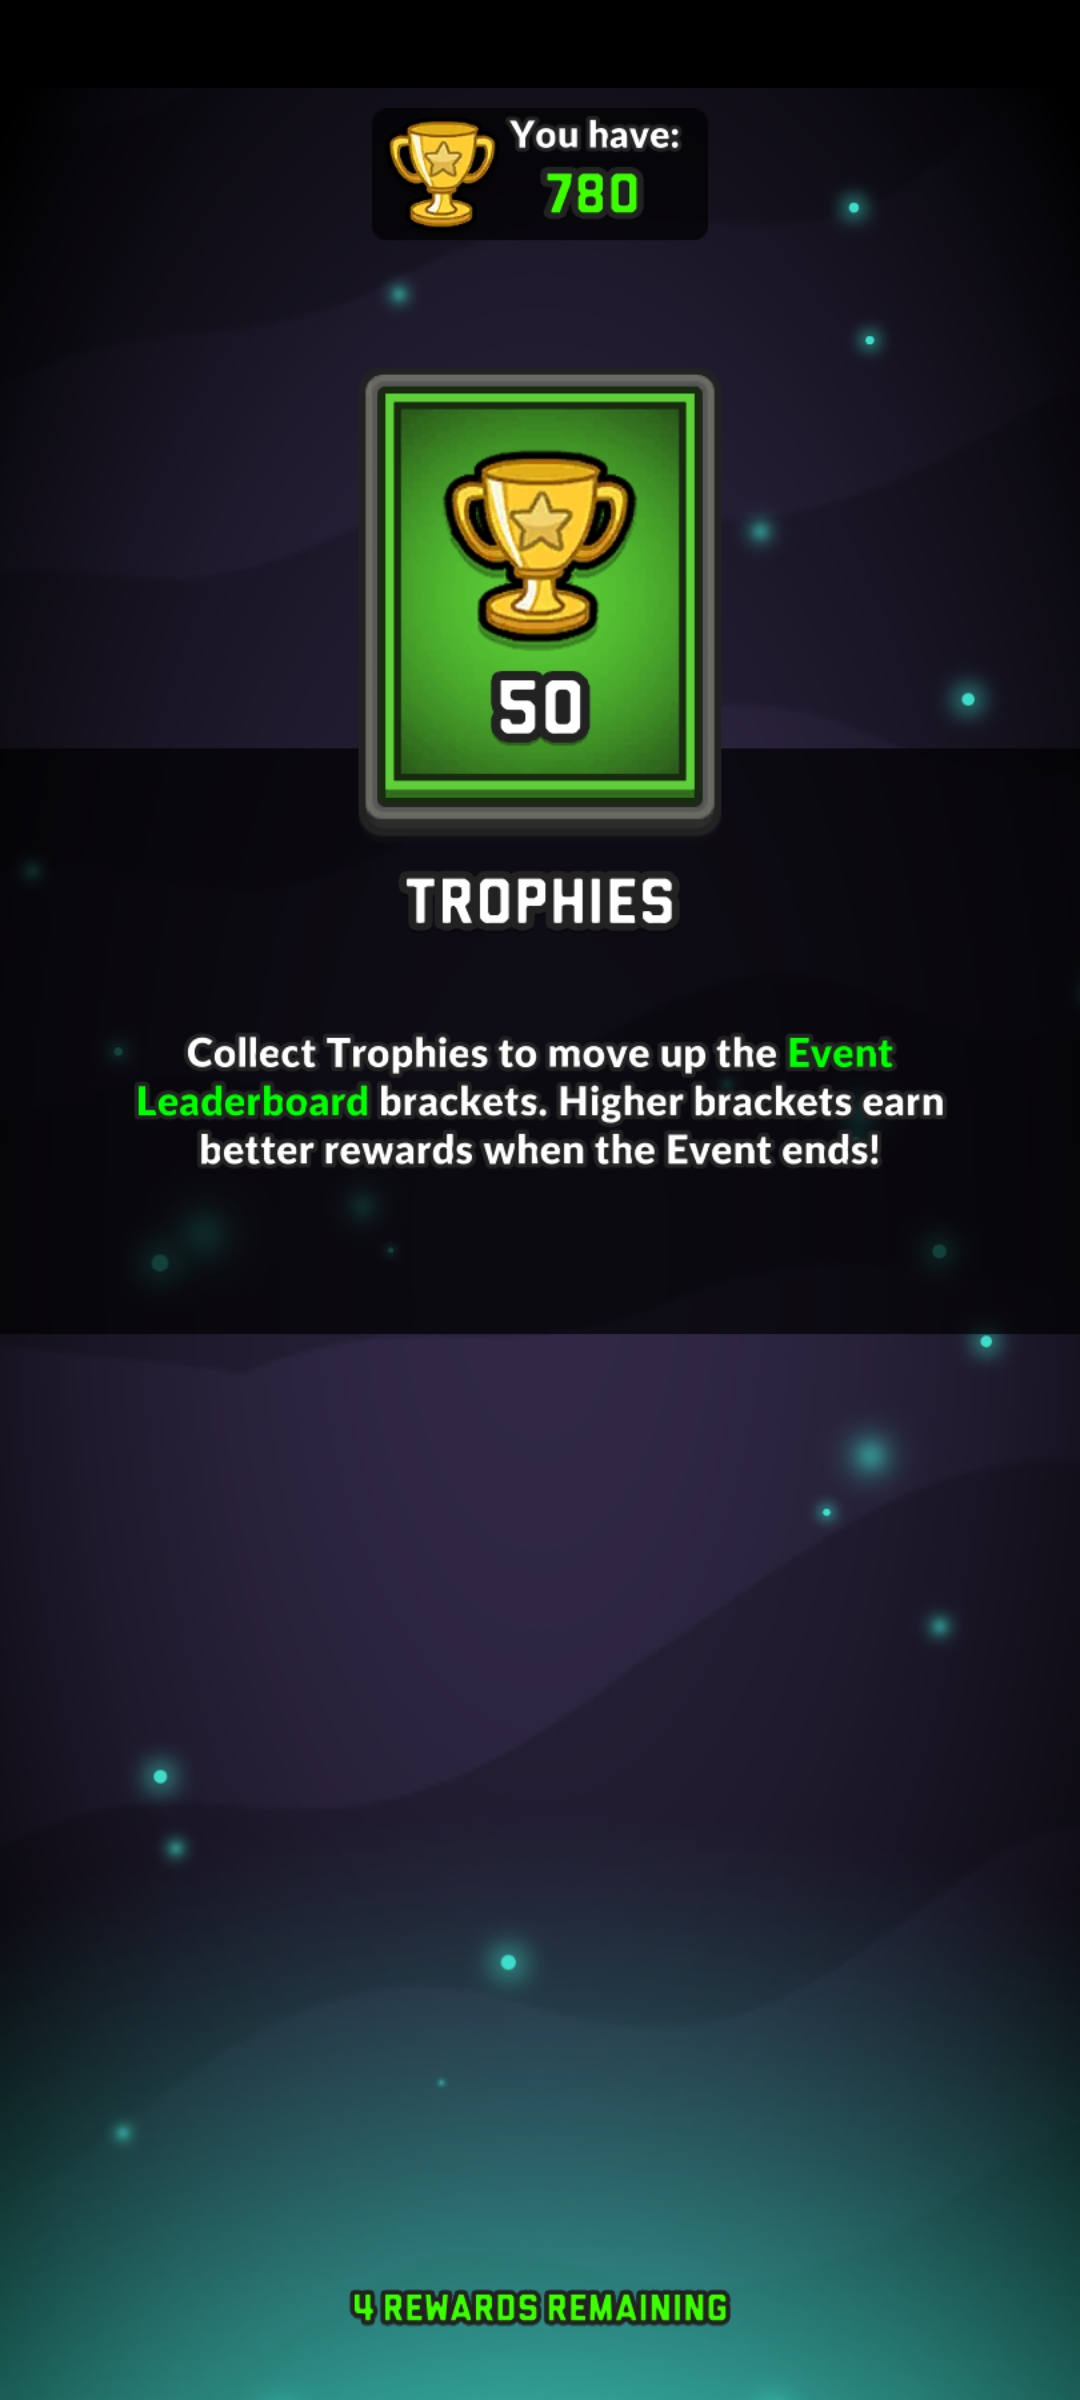 You have:
780
50
TROPHIES
Collect Trophies to move up the Event
Leaderboard brackets. Higher brackets earn
better rewards when the Event ends!
4 REWARDS REMAINING